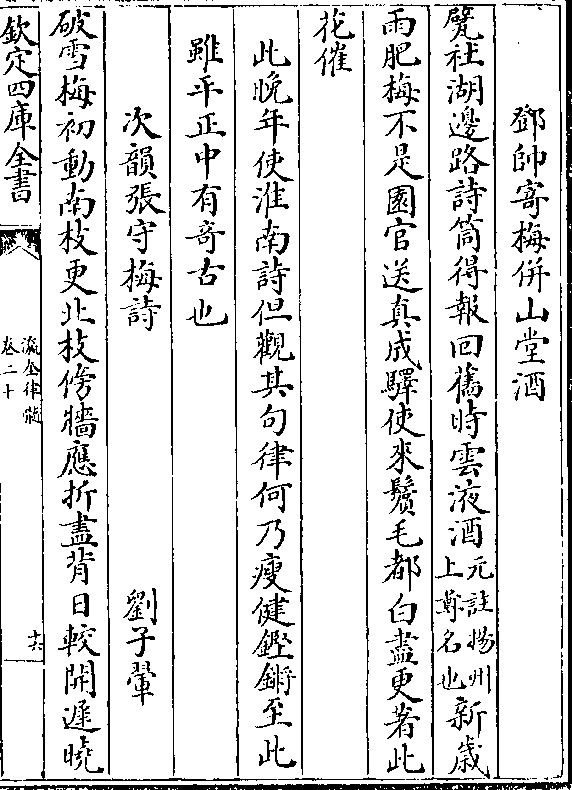 鄧帥寄梅併山堂酒
甓社湖邊路詩筒得報回舊時雲液酒元註揚州上尊名也新歲
雨肥梅不是園官送真成驛使來鬢毛都白盡更著此
花催
此晚年使淮南詩但觀其句律何乃瘦健鏗鏘至此
雖平正中有奇古也
次韻張守梅詩 劉子翬
破雪梅初動南枝更北枝傍牆應折盡背日較開遲曉
欽定四庫全書
瀛奎律髓
卷二十
十六